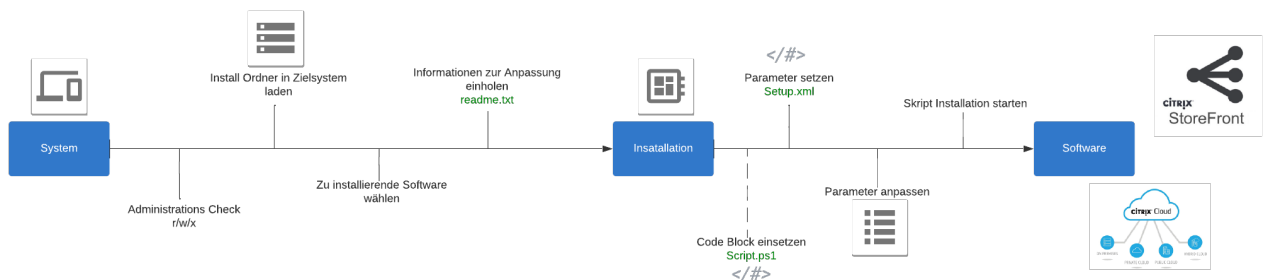 System
Administrations Check
r/w/x
Install Ordner in Zielsystem
laden
Zu installierende Software
wählen
Informationen zur Anpassung
einholen
readme.txt
Insatallation
Code Block einsetzen
Script.ps1
</#>
</#>
Parameter setzen
Setup.xml
Parameter anpassen
Skript Installation starten
Software
CITRIX
StoreFront
CITRIX Cloud